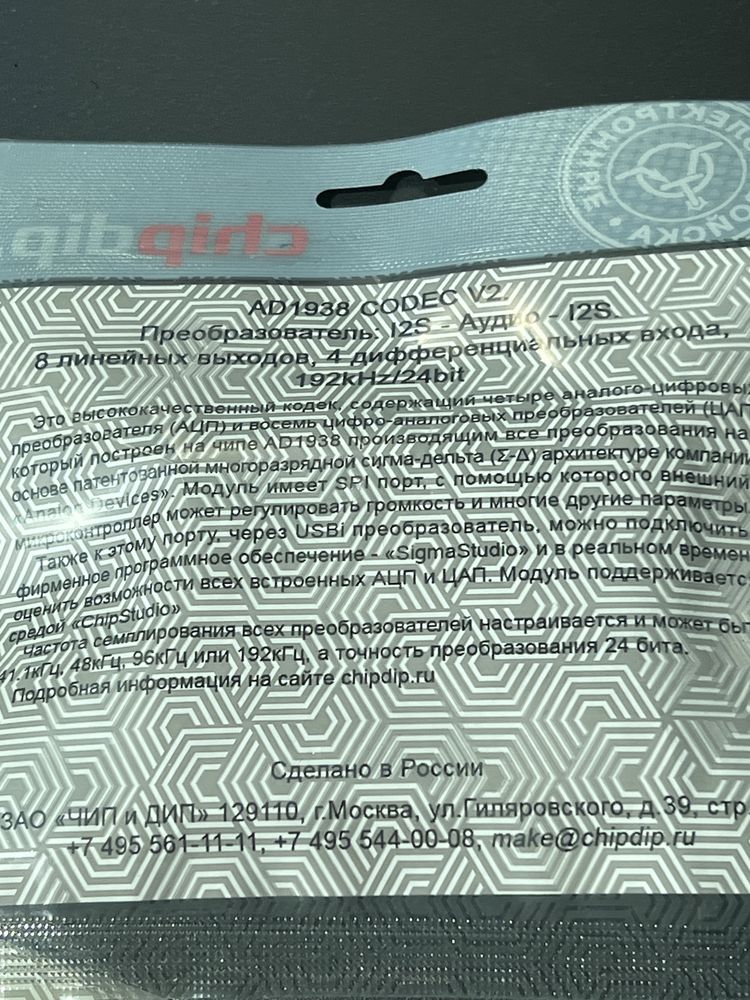 ЭЛЕКТРОННЫЕ
ВОЙСКА
chipdip
AD1938 CODEC V2.
Преобразователь: I2S - Аудио - I2S.
8 линейных выходов, 4 дифференциальных входа,
192kHz/24bit
Это высококачественный кодек, содержащий четыре аналого-цифровы
преобразователя (АЦП) и восемь цифро-аналоговых преобразователей (ЦАП
который построен на чипе AD1938 производящим все преобразования на
основе патентованной многоразрядной сигма-дельта (Σ-Δ) архитектуре компании
«Analog Devices». Модуль имеет SPI порт, с помощью которого внешний
микроконтроллер может регулировать громкость и многие другие параметры.
Также к этому порту, через USBi преобразователь, можно подключить
фирменное программное обеспечение - «SigmaStudio» и в реальном времен
оценить возможности всех встроенных АЦП и ЦАП. Модуль поддерживаетс
средой «ChipStudio»
Частота семплирования всех преобразователей настраивается и может бы
41.1кГц, 48кГц, 96кГц или 192кГц, а точность преобразования 24 бита.
Подробная информация на сайте chipdip.ru
Сделано в России
ЗАО «ЧИП и ДИП» 129110, г.Москва, ул.Гиляровского, д.39, стр
+7 495 561-11-11, +7 495 544-00-08, make@chipdip.ru